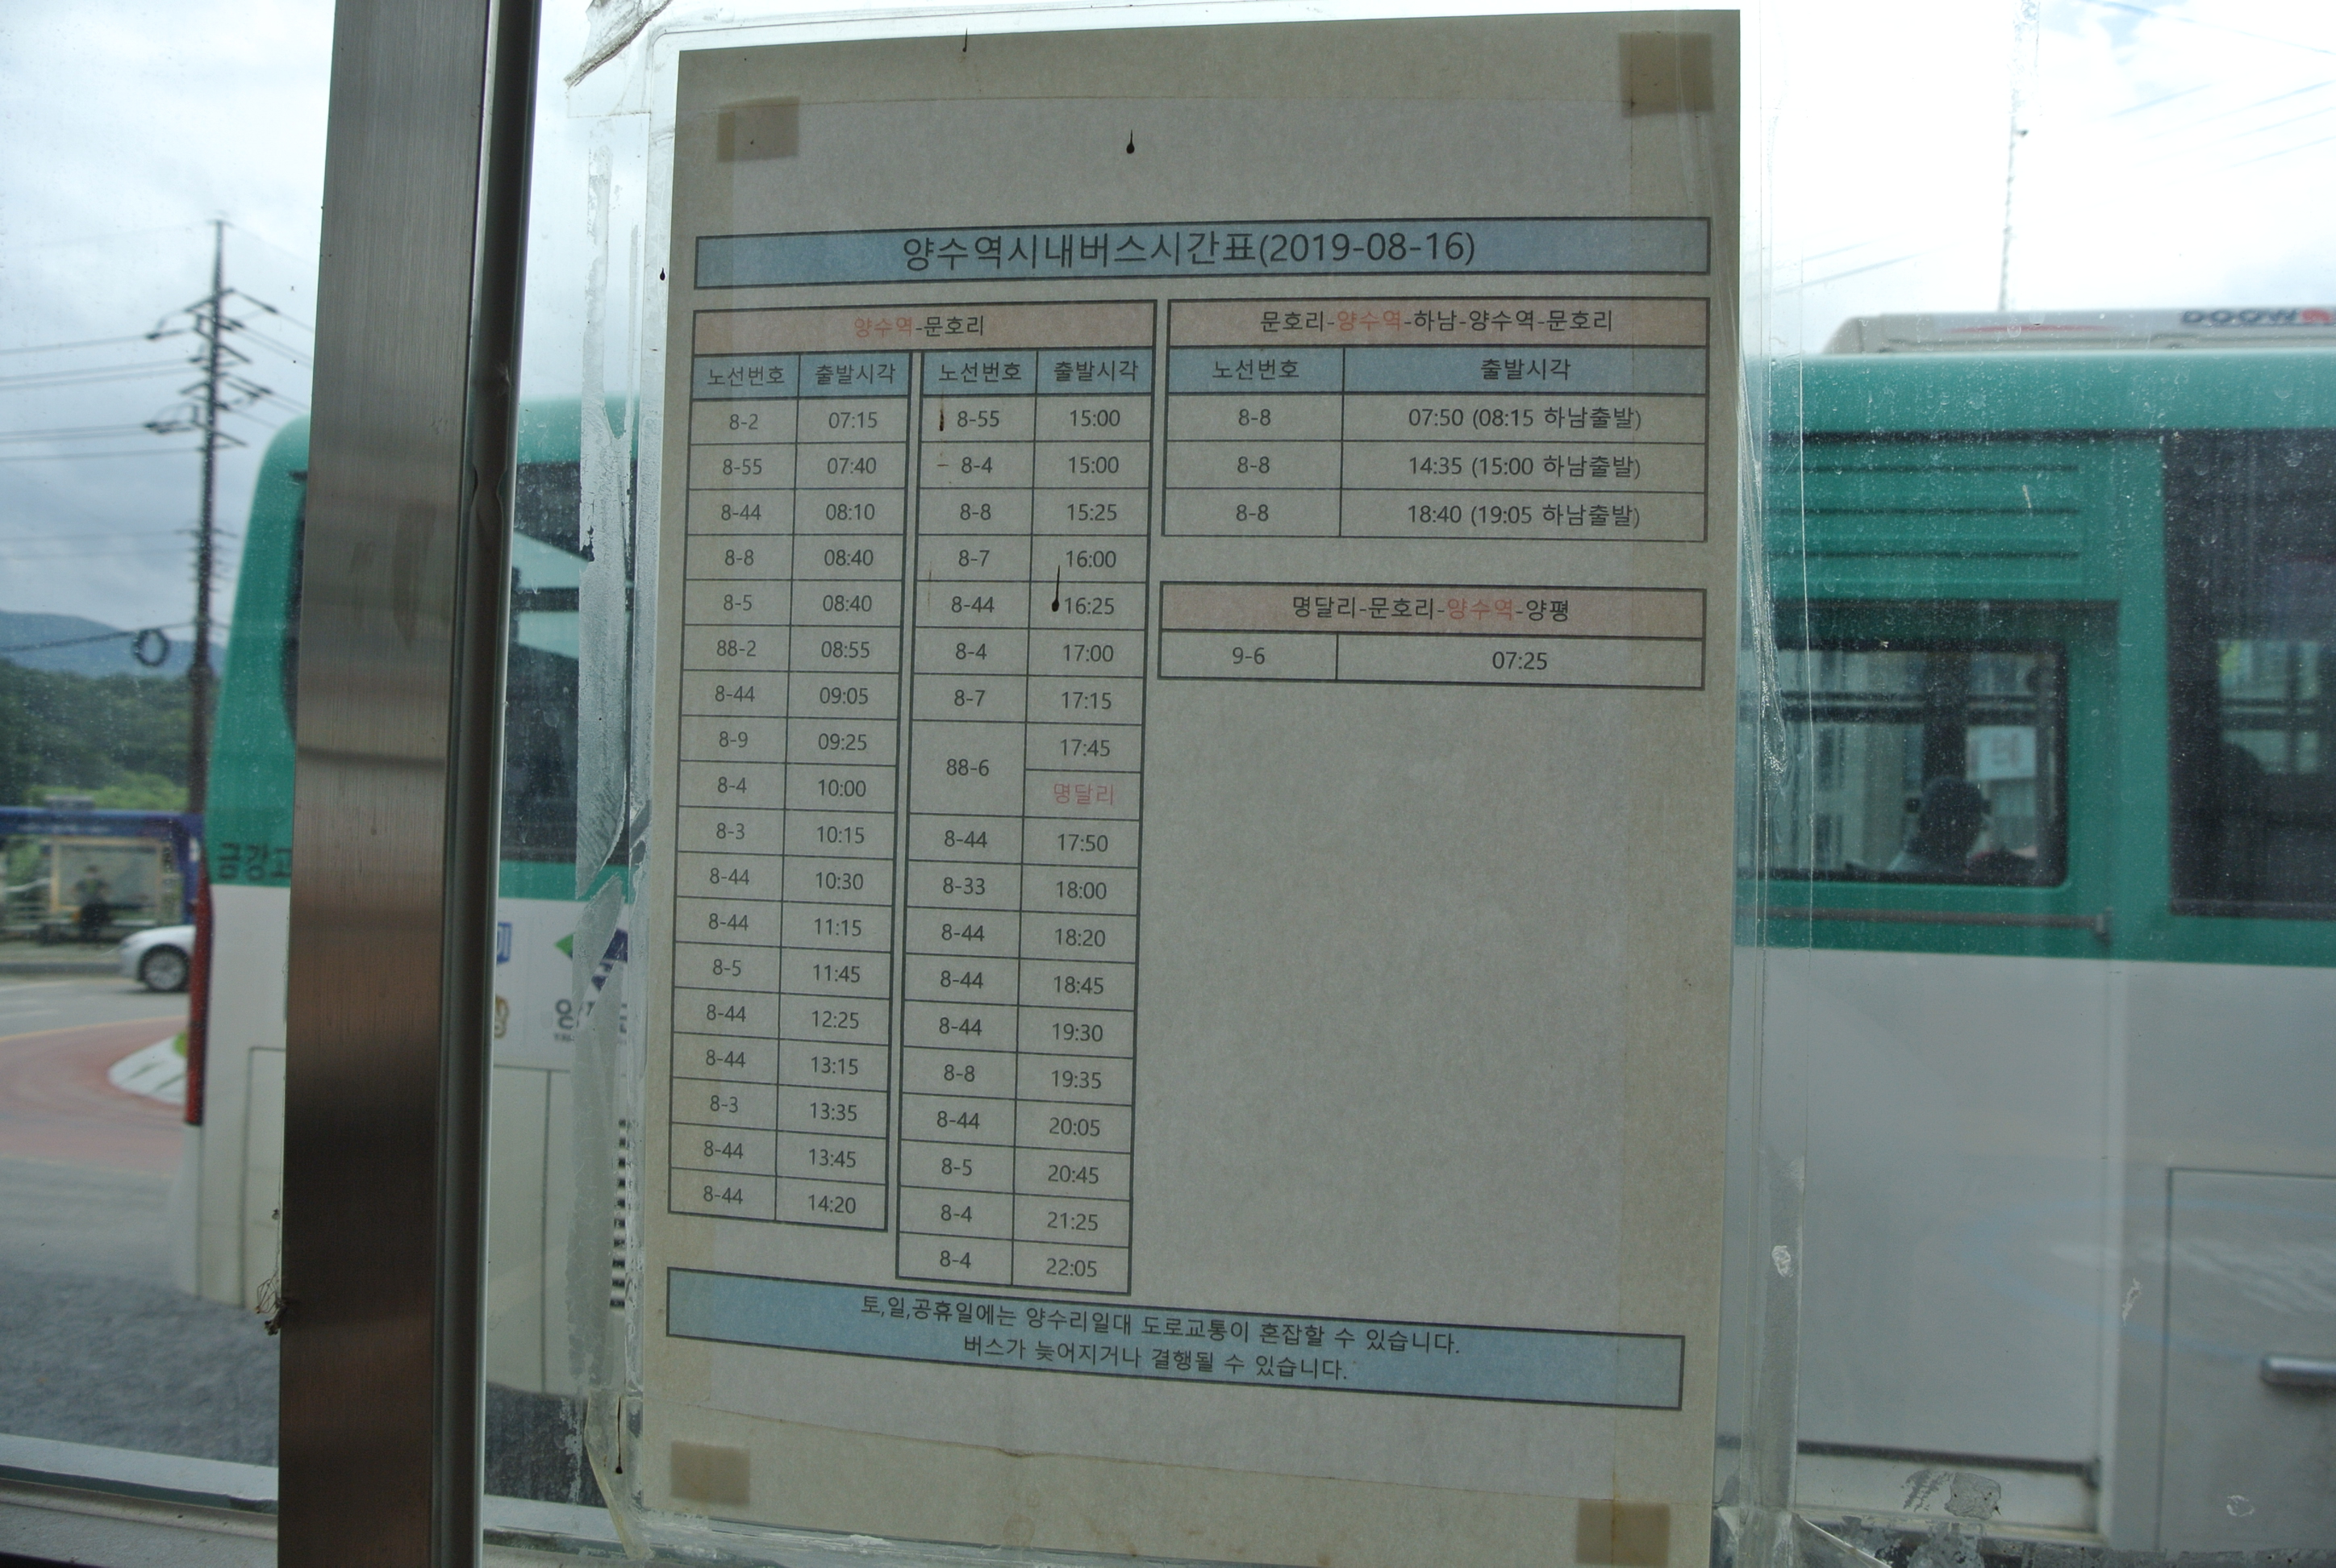 양수역시내버스시간표(2019-08-16)
양수역-문호리
노선번호 출발시각 노선번호 출발시각
8-2 07:15 8-55 15:00
8-55 07:40 8-4 15:00
8-44 08:10 8-8 15:25
8-8 08:40 8-7 16:00
8-5 08:40 8-44 16:25
88-2 08:55 8-4 17:00
8-44 09:05 8-7 17:15
8-9 09:25 88-6 17:45
8-4 10:00 명달리
8-3 10:15 8-44 17:50
8-44 10:30 8-33 18:00
8-44 11:15 8-44 18:20
8-5 11:45 8-44 18:45
8-44 12:25 8-44 19:30
8-44 13:15 8-8 19:35
8-3 13:35 8-44 20:05
8-44 13:45 8-5 20:45
8-44 14:20 8-4 21:25
8-4 22:05
문호리-양수역-하남-양수역-문호리
노선번호 출발시각
8-8 07:50 (08:15 하남출발)
8-8 14:35 (15:00 하남출발)
8-8 18:40 (19:05 하남출발)
명달리-문호리-양수역-양평
9-6 07:25
토,일,공휴일에는 양수리일대 도로교통이 혼잡할 수 있습니다.
버스가 늦어지거나 결행될 수 있습니다.
금강고